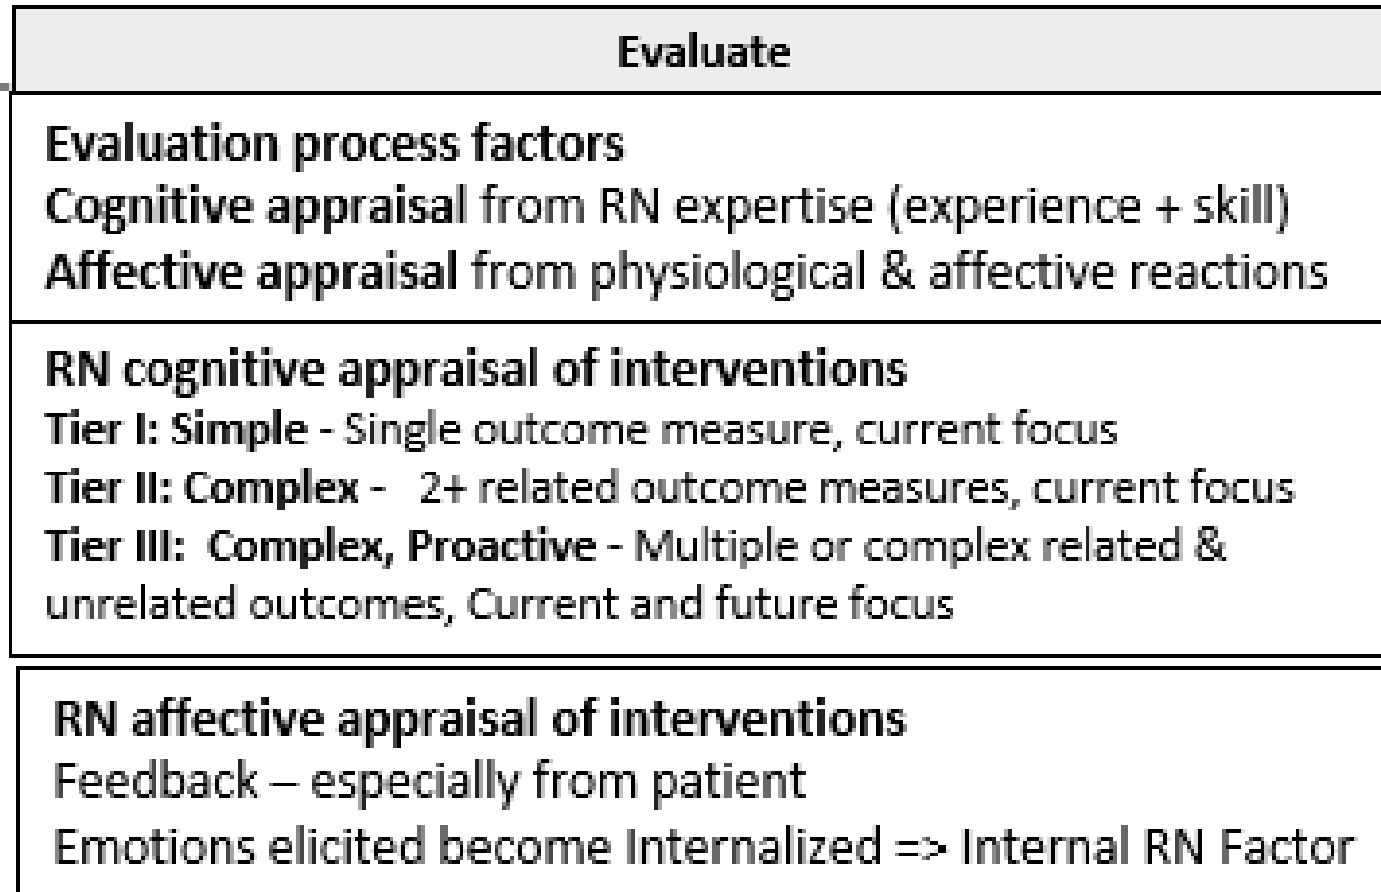 Evaluate
Evaluation process factors
Cognitive appraisal from RN expertise (experience + skill)
Affective appraisal from physiological & affective reactions
RN cognitive appraisal of interventions
Tier I: Simple - Single outcome measure, current focus
Tier II: Complex -   2+ related outcome measures, current focus
Tier III:  Complex, Proactive - Multiple or complex related &
unrelated outcomes, Current and future focus
RN affective appraisal of interventions
Feedback – especially from patient
Emotions elicited become Internalized => Internal RN Factor